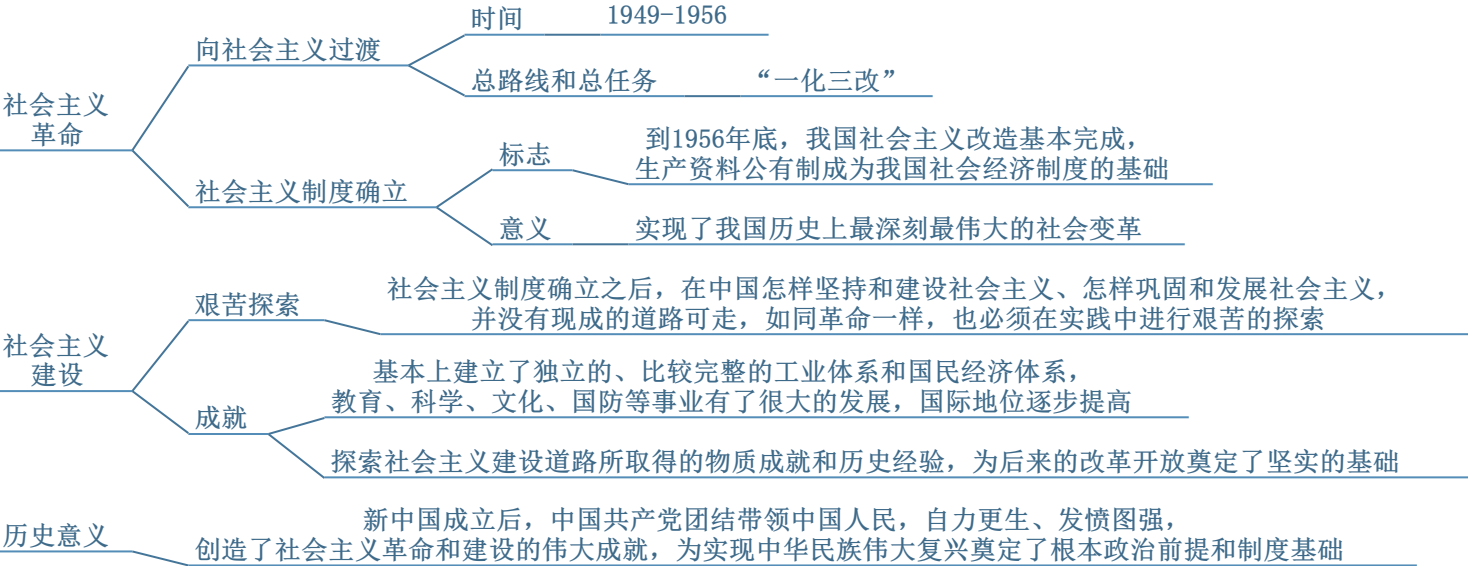 社会主义
革命
向社会主义过渡
时间
1949-1956
总路线和总任务
“一化三改”
社会主义制度确立
标志
到1956年底，我国社会主义改造基本完成，
生产资料公有制成为我国社会经济制度的基础
意义
实现了我国历史上最深刻最伟大的社会变革
社会主义
建设
艰苦探索
社会主义制度确立之后，在中国怎样坚持和建设社会主义、怎样巩固和发展社会主义，
并没有现成的道路可走，如同革命一样，也必须在实践中进行艰苦的探索
成就
基本上建立了独立的、比较完整的工业体系和国民经济体系，
教育、科学、文化、国防等事业有了很大的发展，国际地位逐步提高
探索社会主义建设道路所取得的物质成就和历史经验，为后来的改革开放奠定了坚实的基础
历史意义
新中国成立后，中国共产党团结带领中国人民，自力更生、发愤图强，
创造了社会主义革命和建设的伟大成就，为实现中华民族伟大复兴奠定了根本政治前提和制度基础